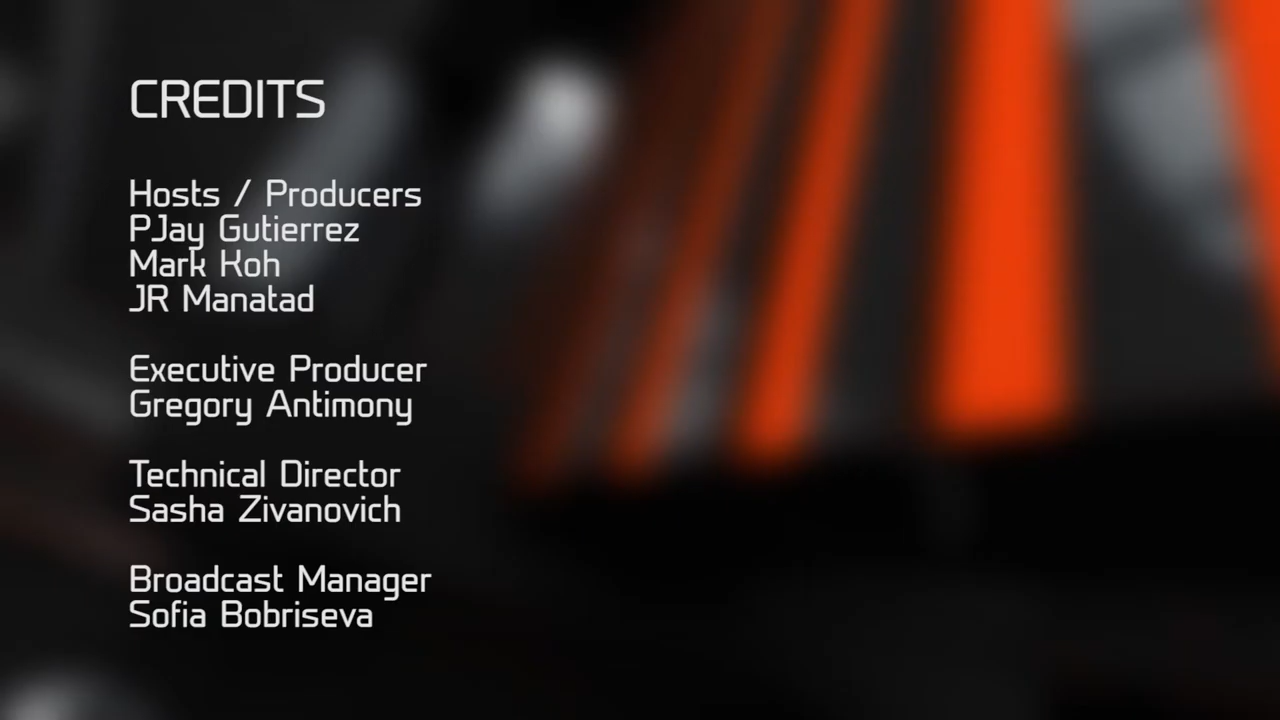 CREDITS
Hosts / Producers
PJay Gutierrez
Mark Koh
JR Manatad
Executive Producer
Gregory Antimony
Technical Director
Sasha Zivanovich
Broadcast Manager
Sofia Bobriseva